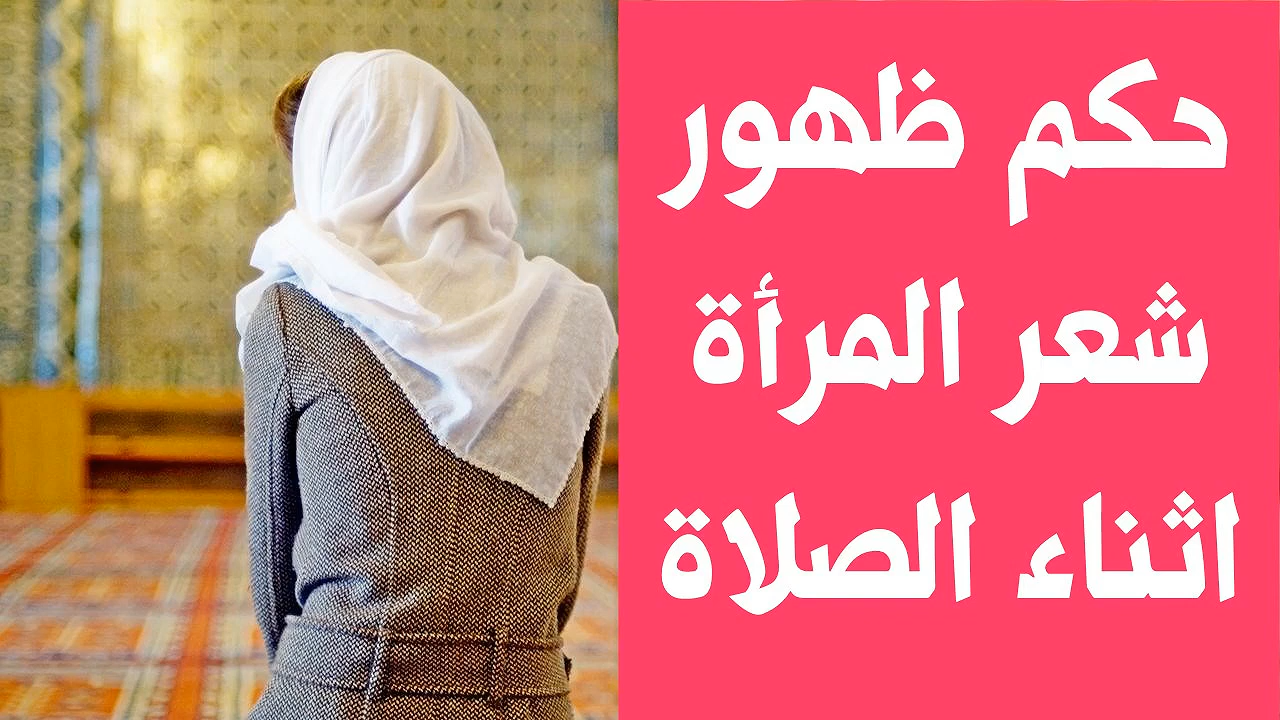 حكم ظهور
شعر المرأة
اثناء الصلاة